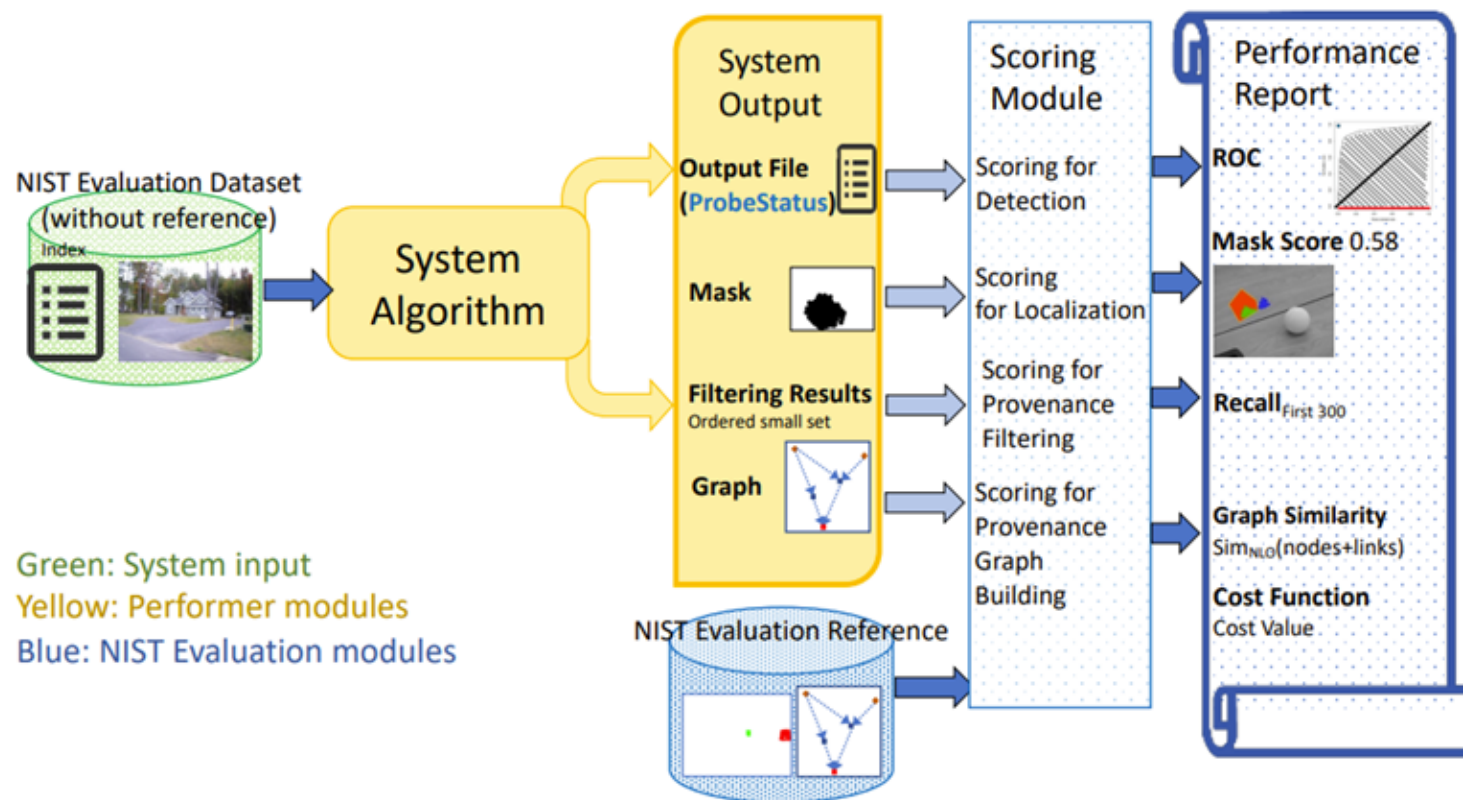 NIST Evaluation Dataset
(without reference)
Index
System
Algorithm
System
Output
Output File
(ProbeStatus)
Mask
Filtering Results
Ordered small set
Graph
Scoring
Module
Scoring for
Detection
Scoring
for Localization
Scoring for
Provenance
Filtering
Scoring for
Provenance
Graph
Building
Performance
Report
ROC
Mask Score 0.58
Recall First 300
Graph Similarity
SimNLO(nodes+links)
Cost Function
Cost Value
NIST Evaluation Reference
Green: System input
Yellow: Performer modules
Blue: NIST Evaluation modules